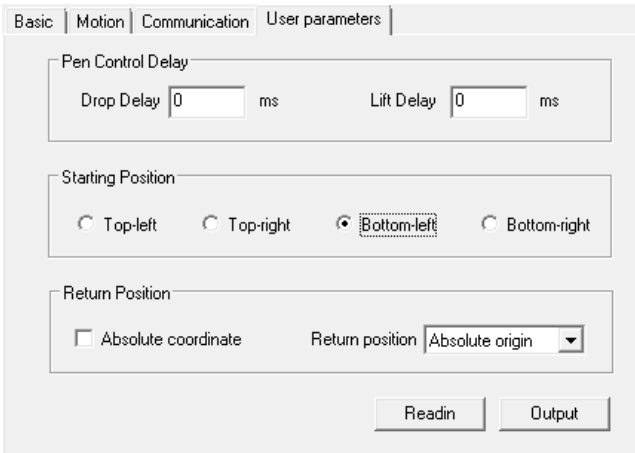 Basic Motion Communication User parameters
Pen Control Delay
Drop Delay 0 ms Lift Delay 0 ms
Starting Position
Top-left Top-right Bottom-left Bottom-right
Return Position
Absolute coordinate Return position Absolute origin
Readin Output